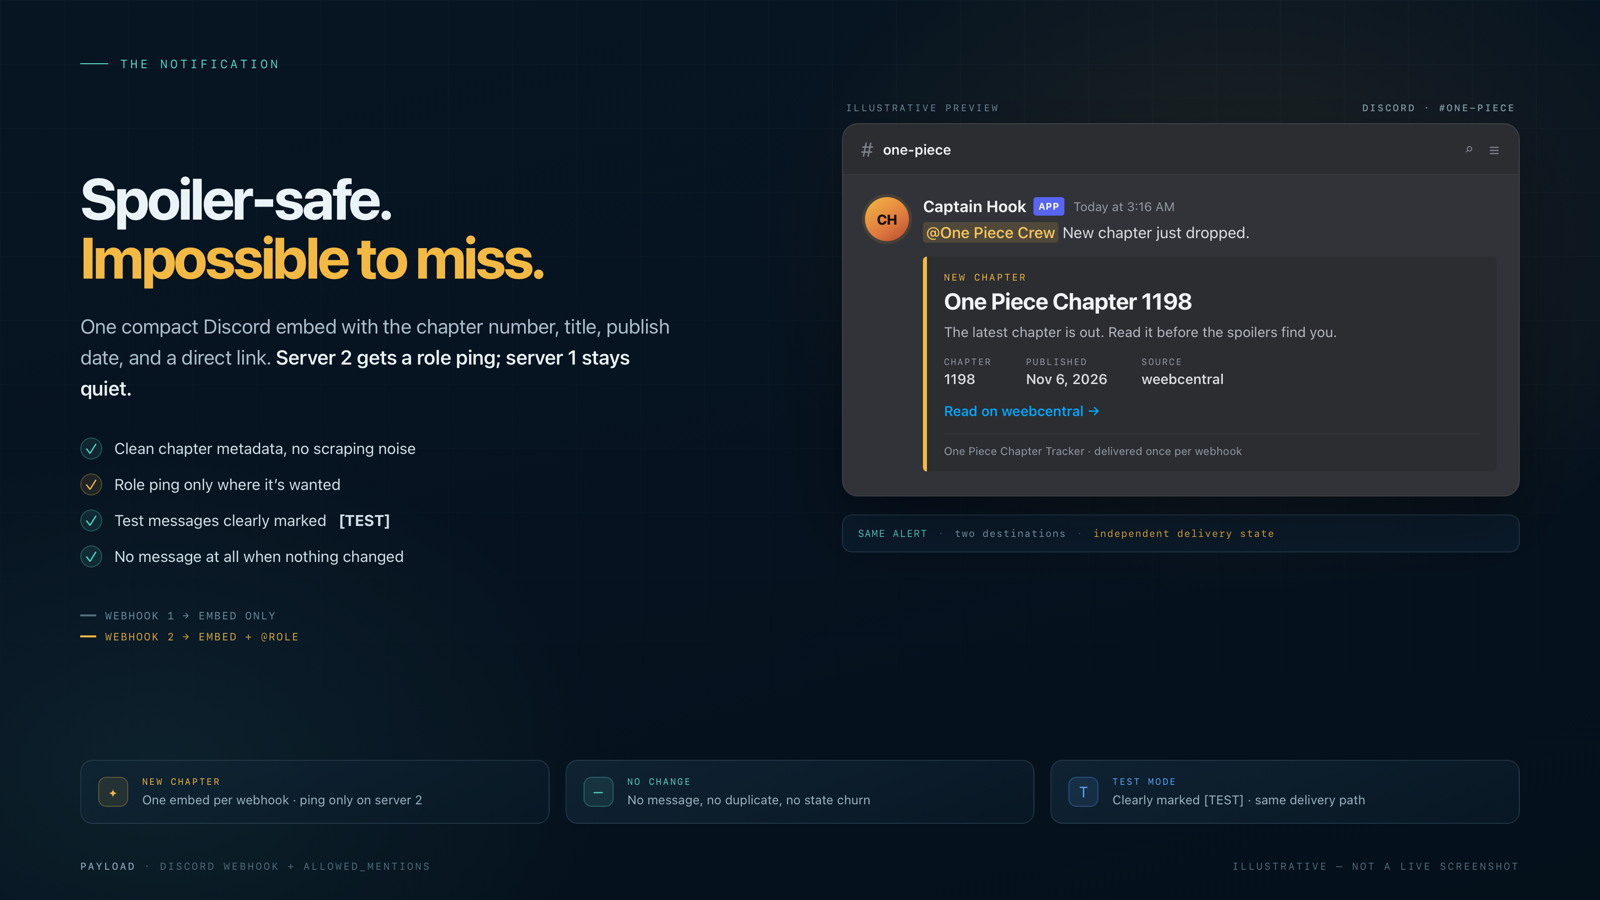 THE NOTIFICATION
Spoiler-safe.
Impossible to miss.
One compact Discord embed with the chapter number, title, publish
date, and a direct link. Server 2 gets a role ping; server 1 stays
quiet.
Clean chapter metadata, no scraping noise
Role ping only where it’s wanted
Test messages clearly marked [TEST]
No message at all when nothing changed
WEBHOOK 1 → EMBED ONLY
WEBHOOK 2 → EMBED + @ROLE
ILLUSTRATIVE PREVIEW
DISCORD · #ONE-PIECE
# one-piece
CH
Captain Hook APP Today at 3:16 AM
@One Piece Crew New chapter just dropped.
NEW CHAPTER
One Piece Chapter 1198
The latest chapter is out. Read it before the spoilers find you.
CHAPTER PUBLISHED SOURCE
1198 Nov 6, 2026 weebcentral
Read on weebcentral →
One Piece Chapter Tracker · delivered once per webhook
SAME ALERT · two destinations · independent delivery state
NEW CHAPTER
One embed per webhook · ping only on server 2
NO CHANGE
No message, no duplicate, no state churn
T
TEST MODE
Clearly marked [TEST] · same delivery path
PAYLOAD · DISCORD WEBHOOK + ALLOWED_MENTIONS
ILLUSTRATIVE — NOT A LIVE SCREENSHOT